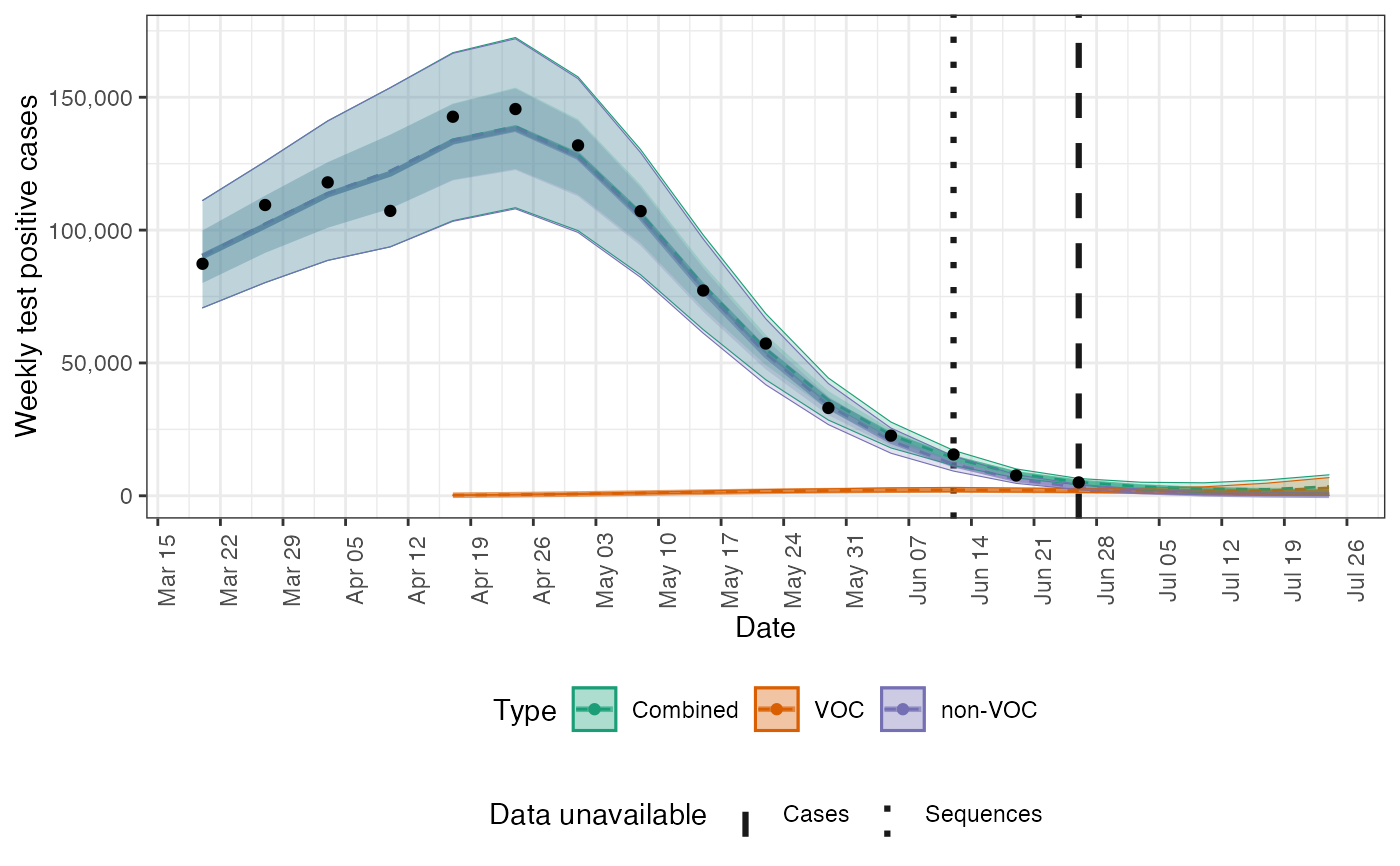 Weekly test positive cases
150,000
100,000
50,000
0
Mar 15
Mar 22
Mar 29
Apr 05
Apr 12
Apr 19
Apr 26
May 03
May 10
May 17
May 24
May 31
Jun 07
Jun 14
Jun 21
Jun 28
Jul 05
Jul 12
Jul 19
Jul 26
Date
Type Combined VOC non-VOC
Data unavailable Cases Sequences